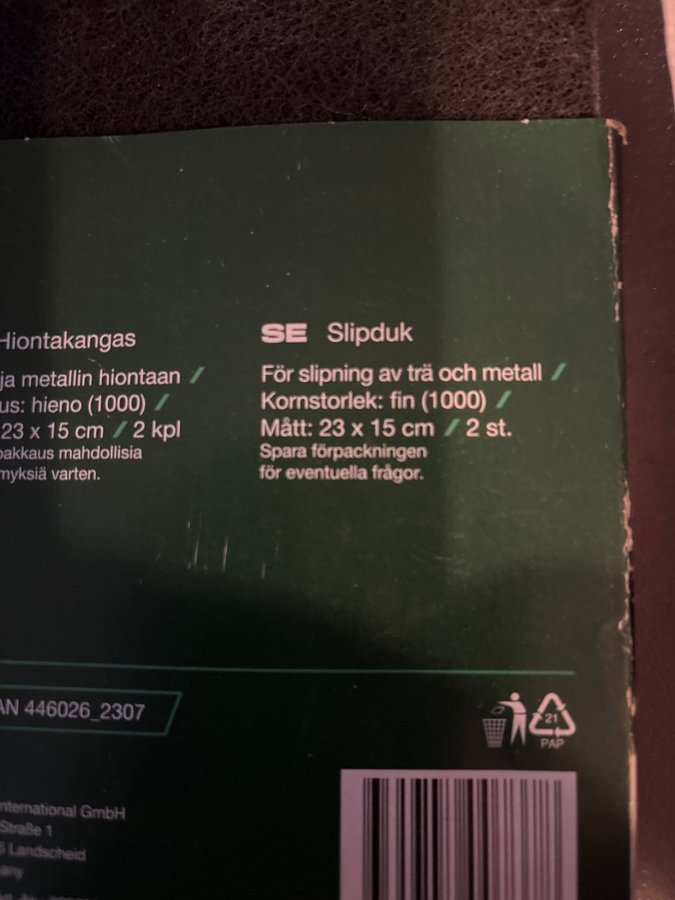 Hiontakangas
ja metallin hiontaan /
us: hieno (1000) /
23 x 15 cm / 2 kpl
pakkaus mahdollisia
myksiä varten.
SE Slipduk
För slipning av trä och metall /
Kornstorlek: fin (1000) /
Mått: 23 x 15 cm / 2 st.
Spara förpackningen
för eventuella frågor.
AN 446026_2307
21
PAP
nternational GmbH
Straße 1
Landscheid
any